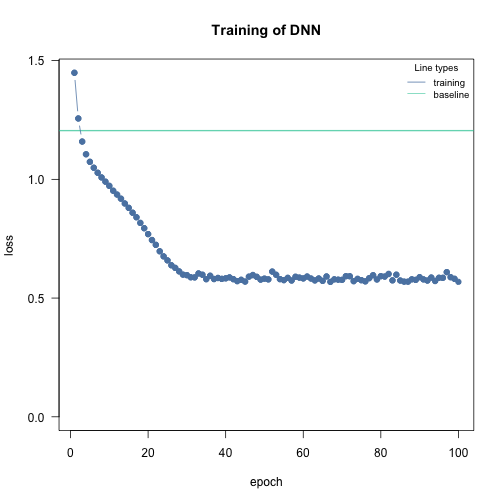 Training of DNN
1.5
1.0
0.5
0.0
loss
Line types
training
baseline
0 20 40 60 80 100
epoch